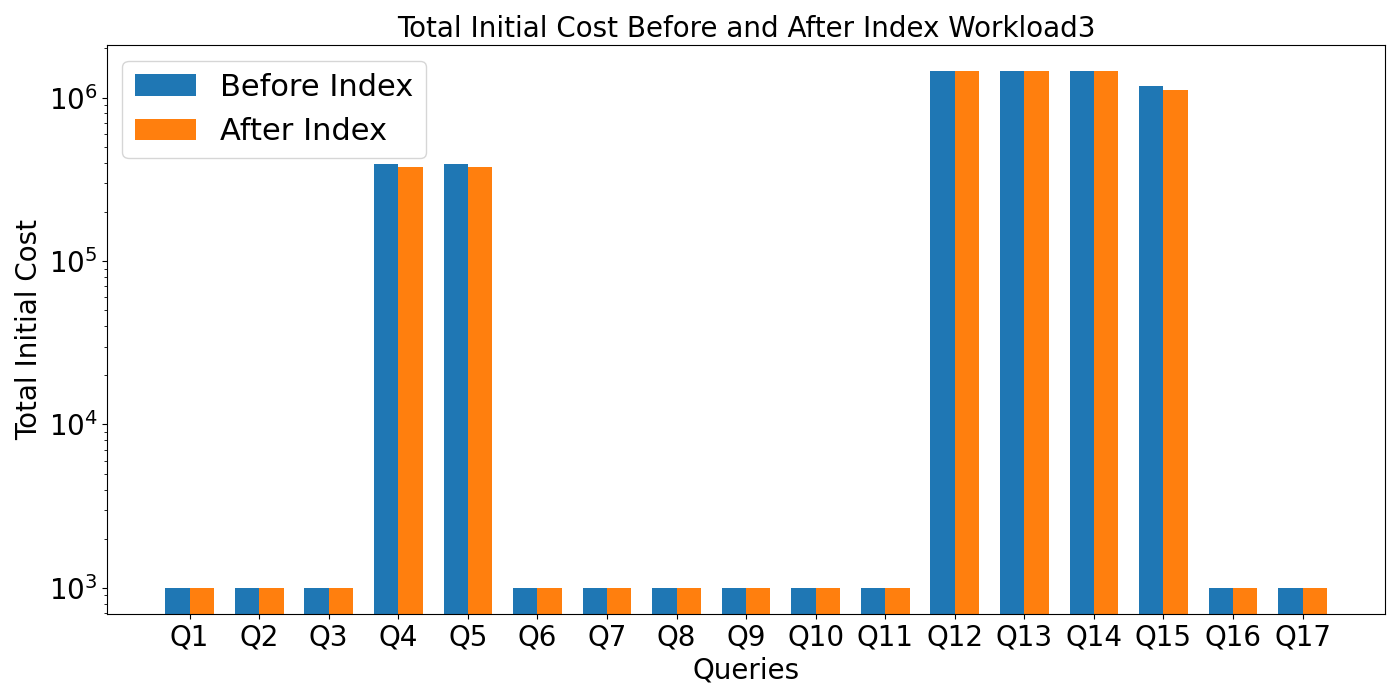 Total Initial Cost Before and After Index Workload3
Before Index
After Index
Total Initial Cost
10^6
10^5
10^4
10^3
Q1 Q2 Q3 Q4 Q5 Q6 Q7 Q8 Q9 Q10 Q11 Q12 Q13 Q14 Q15 Q16 Q17
Queries